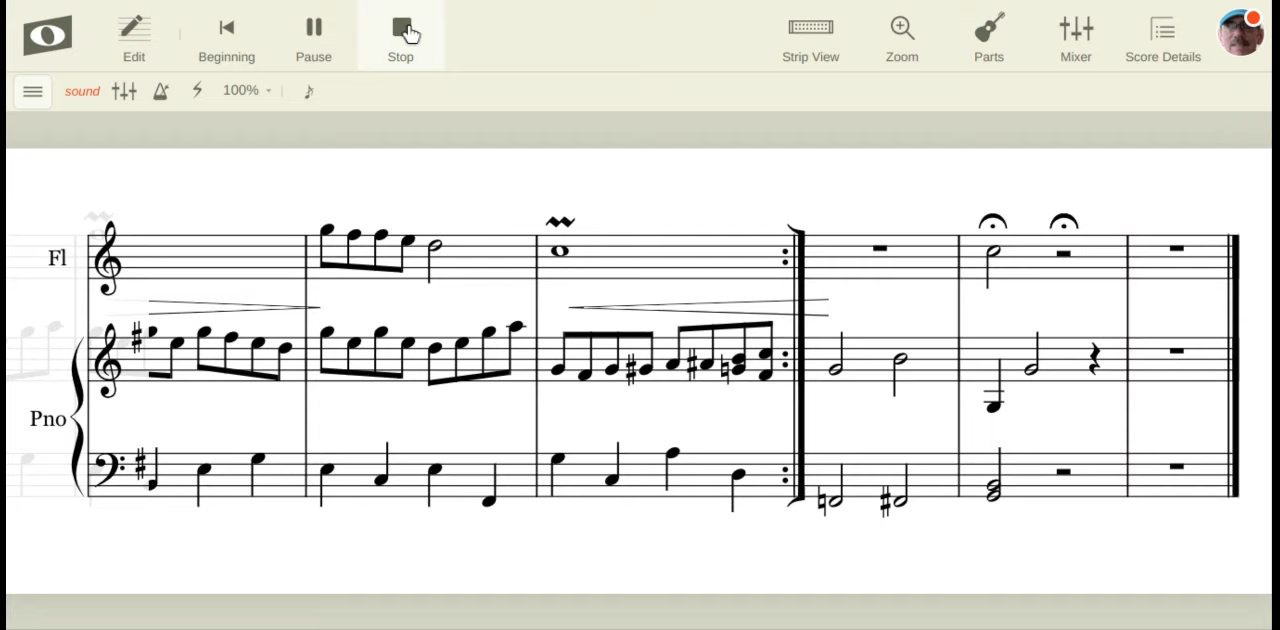 Edit Beginning Pause Stop Strip View Zoom Parts Mixer Score Details
sound 100%
Fl
Pno